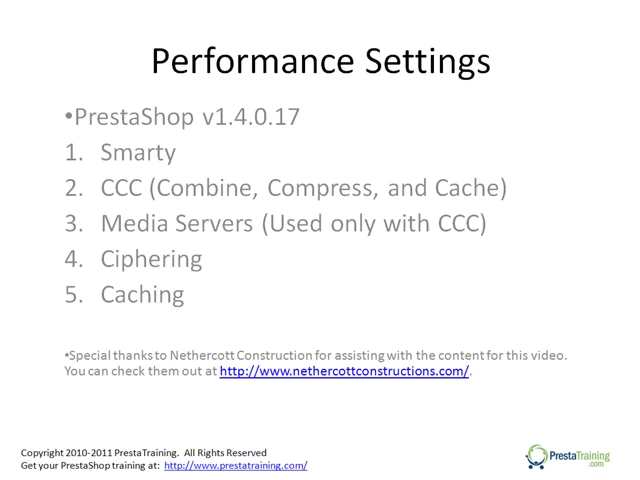 Performance Settings
•PrestaShop v1.4.0.17
1. Smarty
2. CCC (Combine, Compress, and Cache)
3. Media Servers (Used only with CCC)
4. Ciphering
5. Caching
•Special thanks to Nethercott Construction for assisting with the content for this video.
You can check them out at http://www.nethercottconstructions.com/.
Copyright 2010-2011 PrestaTraining. All Rights Reserved
Get your PrestaShop training at: http://www.prestatraining.com/
PrestaTraining
.com